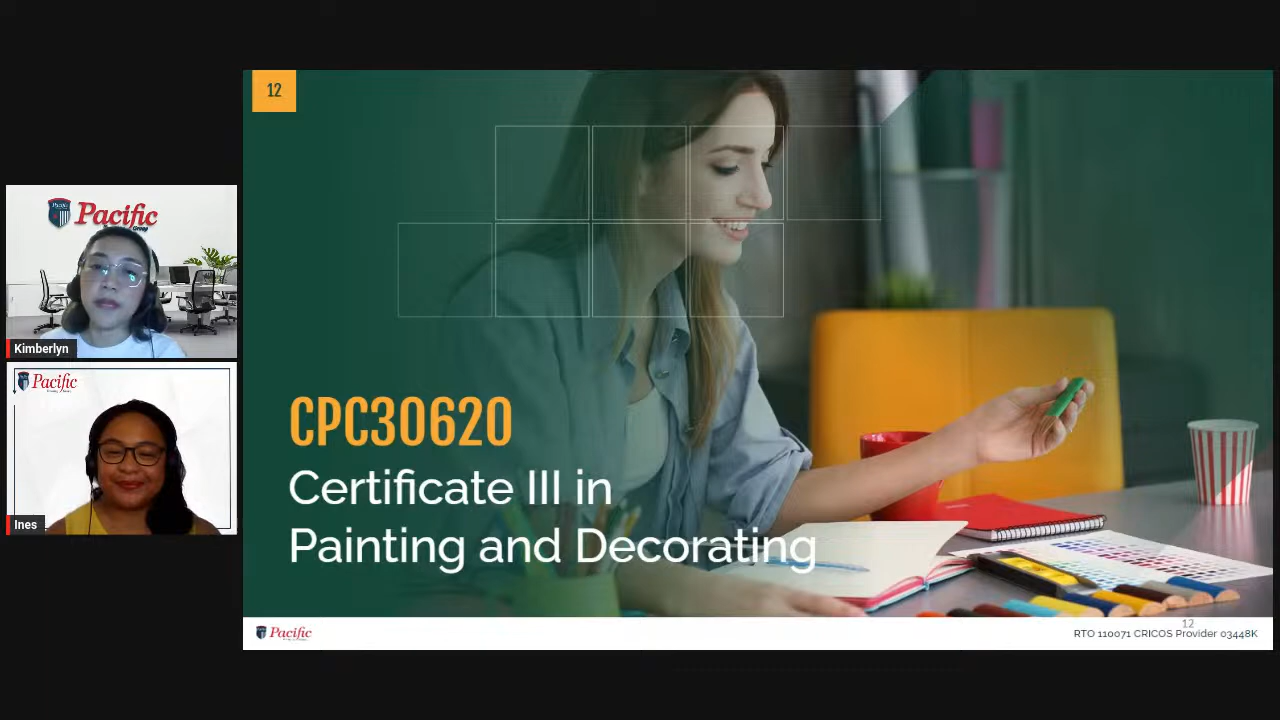 12
Pacific
Group
Kimberlyn
Pacific
Ines
CPC30620
Certificate III in
Painting and Decorating
Pacific
12
RTO 110071 CRICOS Provider 03448K